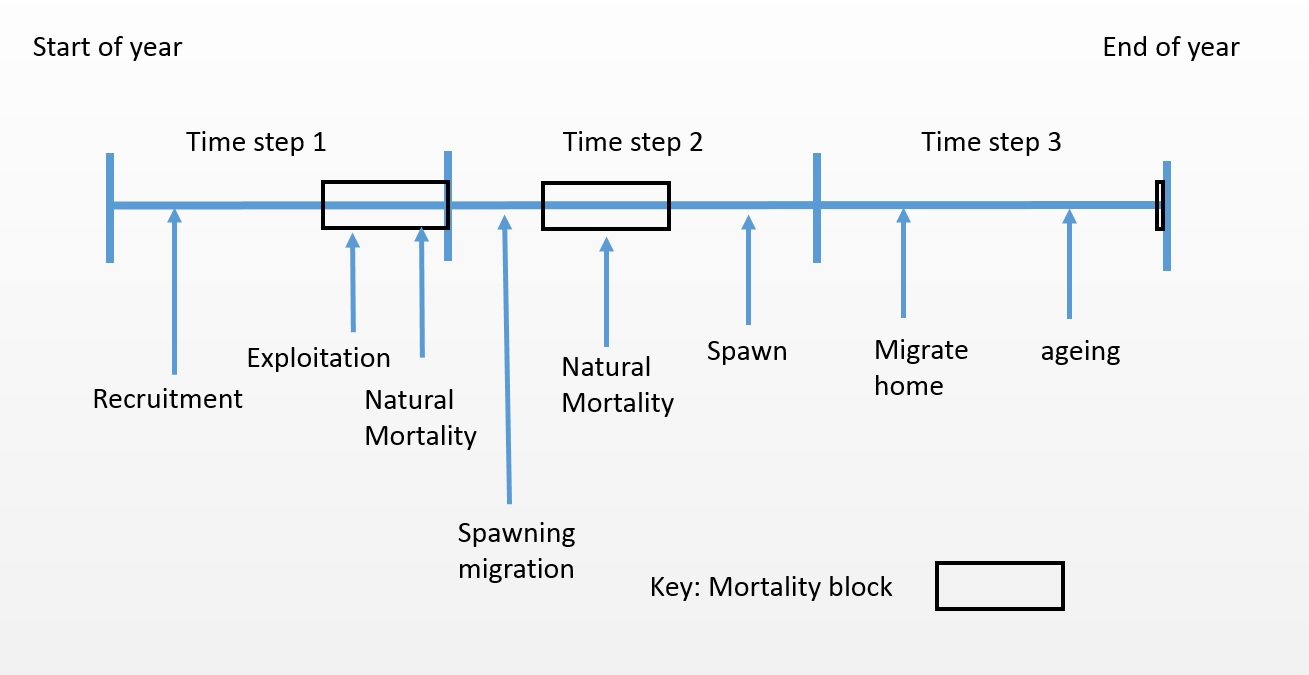 Start of year
End of year
Time step 1
Time step 2
Time step 3
Recruitment
Exploitation
Natural
Mortality
Spawning
migration
Natural
Mortality
Spawn
Migrate
home
ageing
Key: Mortality block